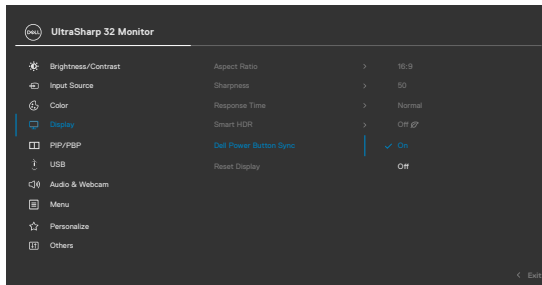 DELL UltraSharp 32 Monitor
Brightness/Contrast Aspect Ratio > 16:9
Input Source Sharpness > 50
Color Response Time > Normal
Display Smart HDR > Off
PIP/PBP Dell Power Button Sync ✓ On
USB Reset Display Off
Audio & Webcam
Menu
Personalize
Others
< Exit